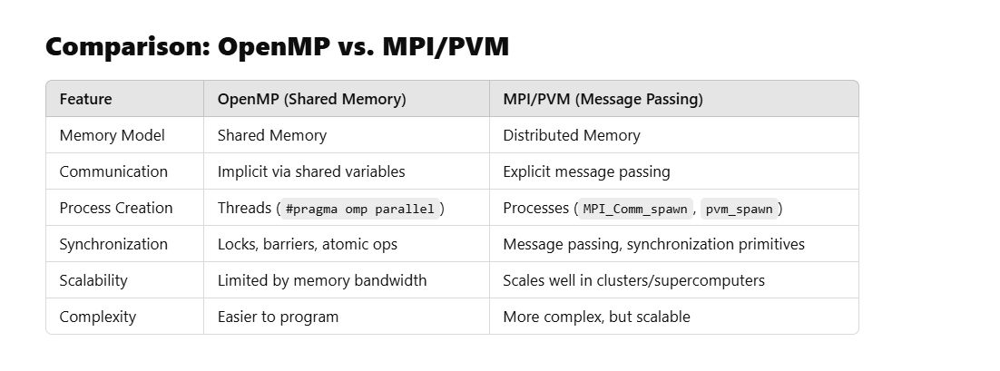 Comparison: OpenMP vs. MPI/PVM
Feature OpenMP (Shared Memory) MPI/PVM (Message Passing)
Memory Model Shared Memory Distributed Memory
Communication Implicit via shared variables Explicit message passing
Process Creation Threads (#pragma omp parallel) Processes (MPI_Comm_spawn, pvm_spawn)
Synchronization Locks, barriers, atomic ops Message passing, synchronization primitives
Scalability Limited by memory bandwidth Scales well in clusters/supercomputers
Complexity Easier to program More complex, but scalable